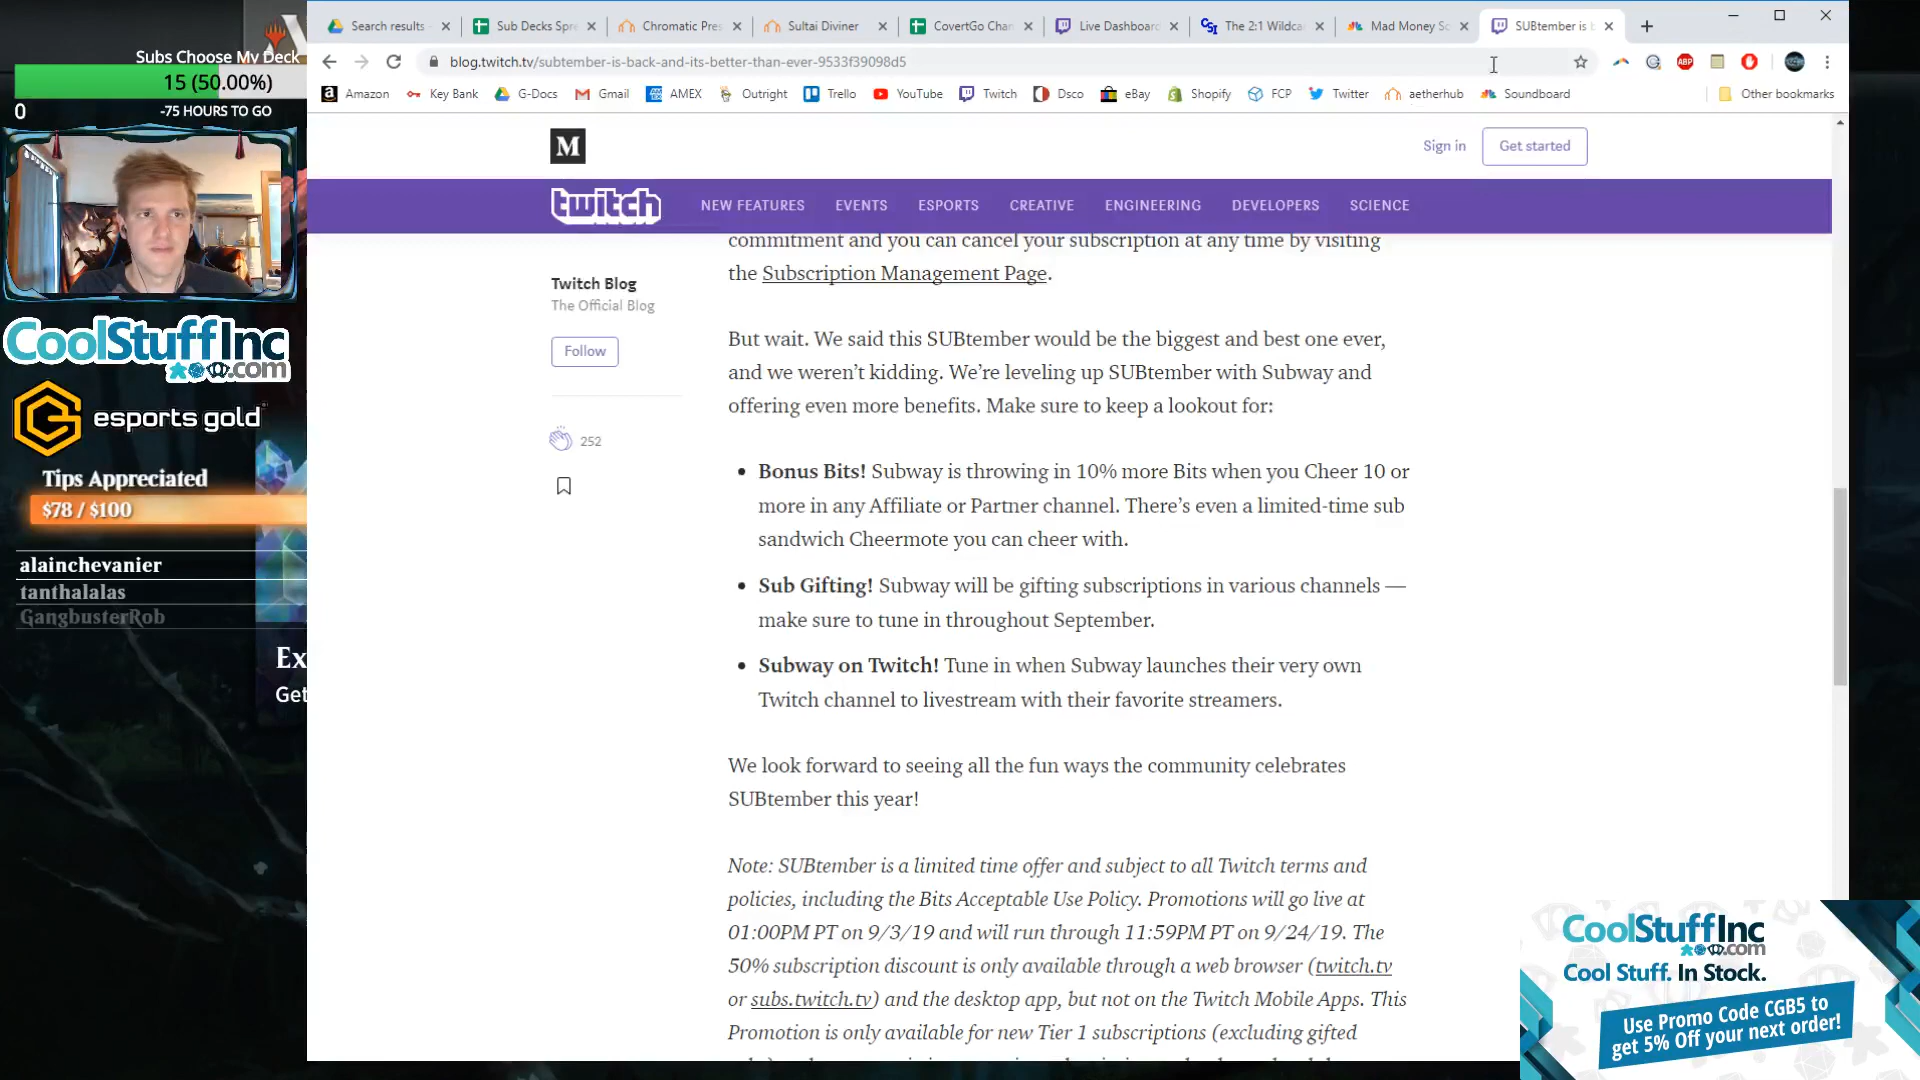 Search results -
Sub Decks Spre
Chromatic Pres
Sultai Diviner
CovertGo Chan
Live Dashboard
The 2:1 Wildca
Mad Money So
SUBtember is b
Subs Choose My Deck
15 (50.00%)
0
-75 HOURS TO GO
blog.twitch.tv/subtember-is-back-and-its-better-than-ever-9533f39098d5
ABP
Amazon
Key Bank
G-Docs
Gmail
AMEX
Outright
Trello
YouTube
Twitch
Dsco
eBay
Shopify
FCP
Twitter
aetherhub
Soundboard
Other bookmarks
M
Sign in
Get started
twitch
NEW FEATURES
EVENTS
ESPORTS
CREATIVE
ENGINEERING
DEVELOPERS
SCIENCE
Twitch Blog
The Official Blog
Follow
252
commitment and you can cancel your subscription at any time by visiting
the Subscription Management Page.
But wait. We said this SUBtember would be the biggest and best one ever,
and we weren't kidding. We're leveling up SUBtember with Subway and
offering even more benefits. Make sure to keep a lookout for:
• Bonus Bits! Subway is throwing in 10% more Bits when you Cheer 10 or
more in any Affiliate or Partner channel. There's even a limited-time sub
sandwich Cheermote you can cheer with.
• Sub Gifting! Subway will be gifting subscriptions in various channels —
make sure to tune in throughout September.
• Subway on Twitch! Tune in when Subway launches their very own
Twitch channel to livestream with their favorite streamers.
We look forward to seeing all the fun ways the community celebrates
SUBtember this year!
Note: SUBtember is a limited time offer and subject to all Twitch terms and
policies, including the Bits Acceptable Use Policy. Promotions will go live at
01:00PM PT on 9/3/19 and will run through 11:59PM PT on 9/24/19. The
50% subscription discount is only available through a web browser (twitch.tv
or subs.twitch.tv) and the desktop app, but not on the Twitch Mobile Apps. This
Promotion is only available for new Tier 1 subscriptions (excluding gifted
CoolStuffInc
.com
esports gold
Tips Appreciated
$78 / $100
alainchevanier
tanthalalas
GangbusterRob
Ex
Get
CoolStuffInc
.com
Cool Stuff. In Stock.
Use Promo Code CGB5 to
get 5% Off your next order!